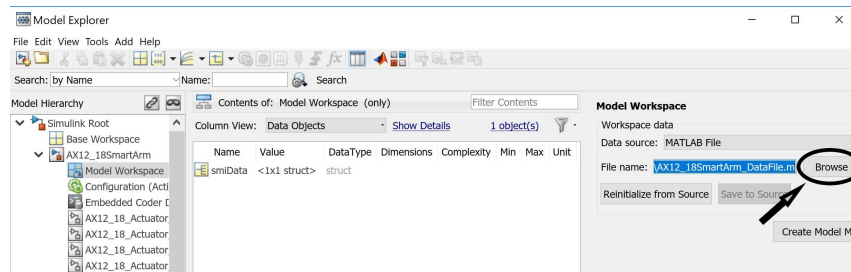 Model Explorer
File Edit View Tools Add Help
Search: by Name Name: Search
Model Hierarchy
Simulink Root
Base Workspace
AX12_18SmartArm
Model Workspace
Configuration (Acti
Embedded Coder D
AX12_18_Actuator
AX12_18_Actuator
AX12_18_Actuator
AX12_18_Actuator
Contents of: Model Workspace (only) Filter Contents
Column View: Data Objects Show Details 1 object(s)
Name Value DataType Dimensions Complexity Min Max Unit
smiData <1x1 struct> struct
Model Workspace
Workspace data
Data source: MATLAB File
File name: \AX12_18SmartArm_DataFile.m Browse
Reinitialize from Source Save to Source
Create Model M